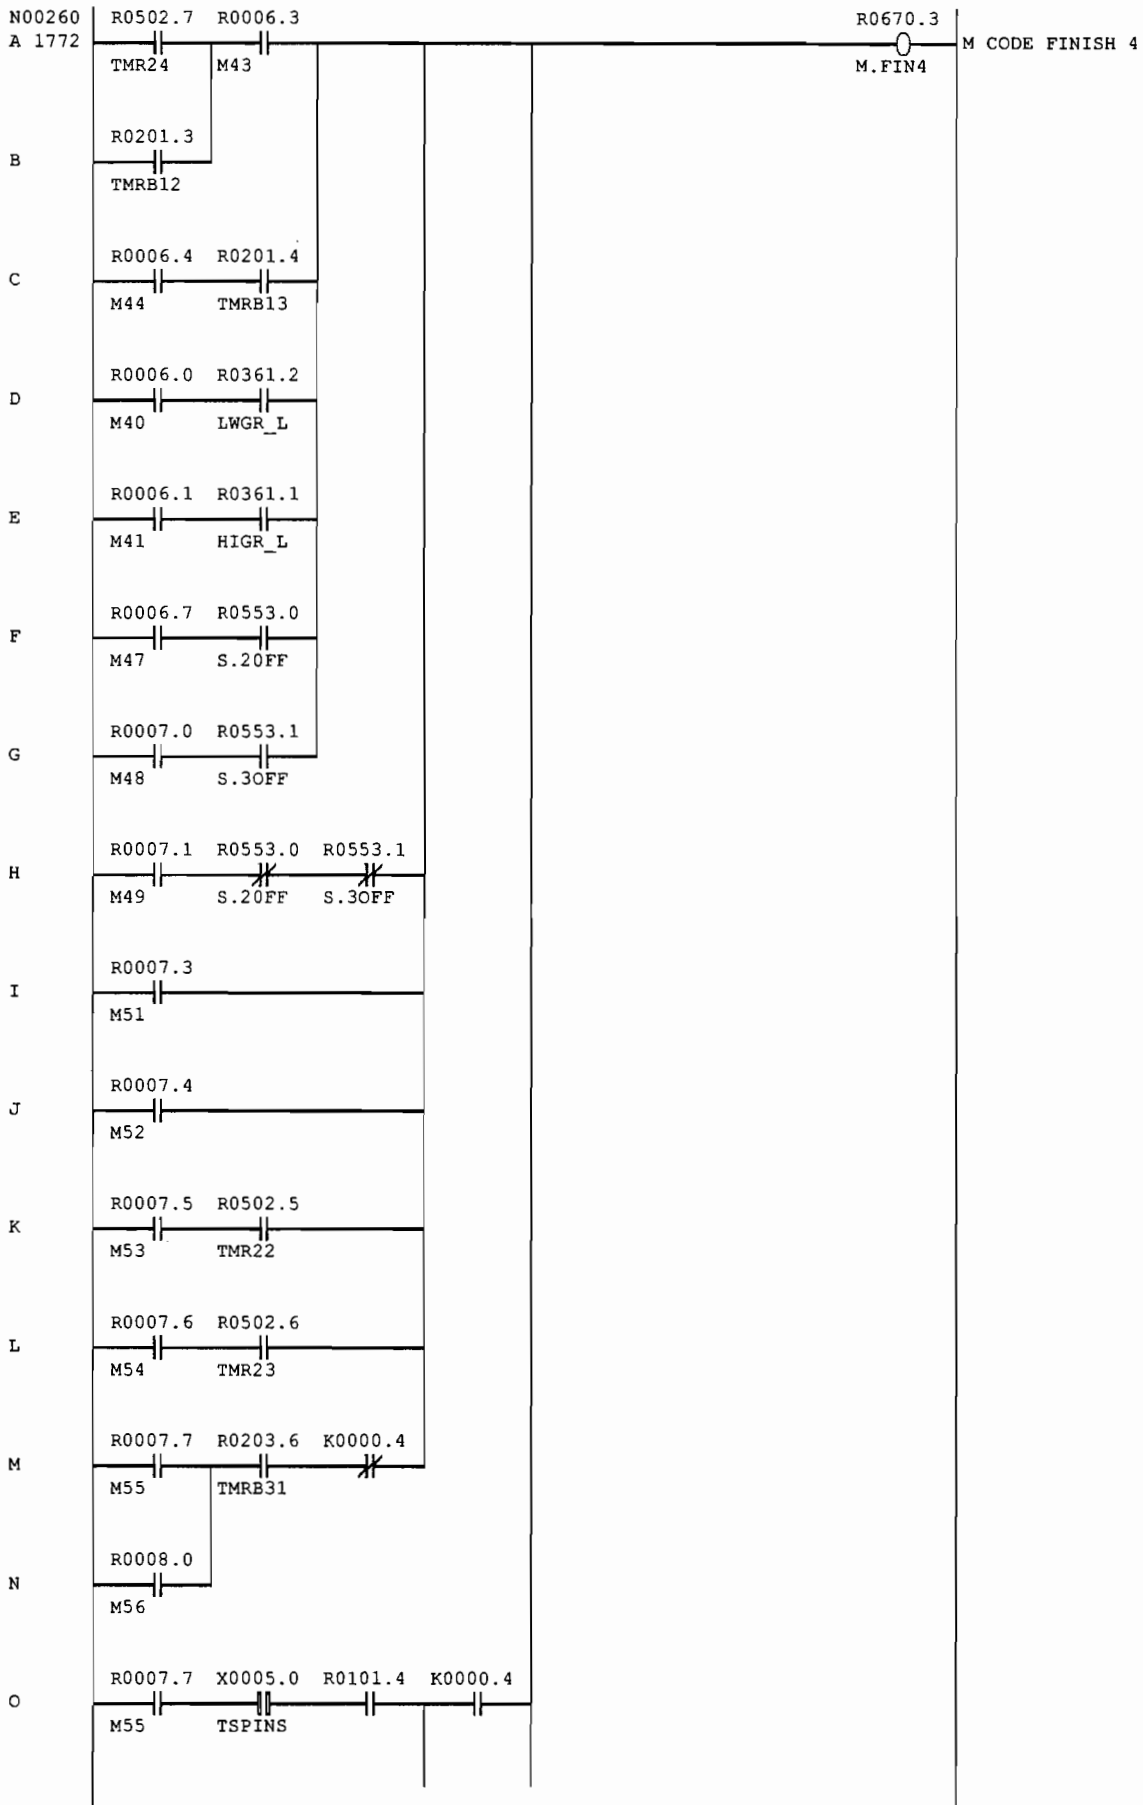 N00260 R0502.7 R0006.3 R0670.3
A 1772 M CODE FINISH 4
TMR24 M43 M.FIN4
R0201.3
B
TMRB12
R0006.4 R0201.4
C
M44 TMRB13
R0006.0 R0361.2
D
M40 LWGR_L
R0006.1 R0361.1
E
M41 HIGR_L
R0006.7 R0553.0
F
M47 S.2OFF
R0007.0 R0553.1
G
M48 S.3OFF
R0007.1 R0553.0 R0553.1
H
M49 S.2OFF S.3OFF
R0007.3
I
M51
R0007.4
J
M52
R0007.5 R0502.5
K
M53 TMR22
R0007.6 R0502.6
L
M54 TMR23
R0007.7 R0203.6 K0000.4
M
M55 TMRB31
R0008.0
N
M56
R0007.7 X0005.0 R0101.4 K0000.4
O
M55 TSPINS